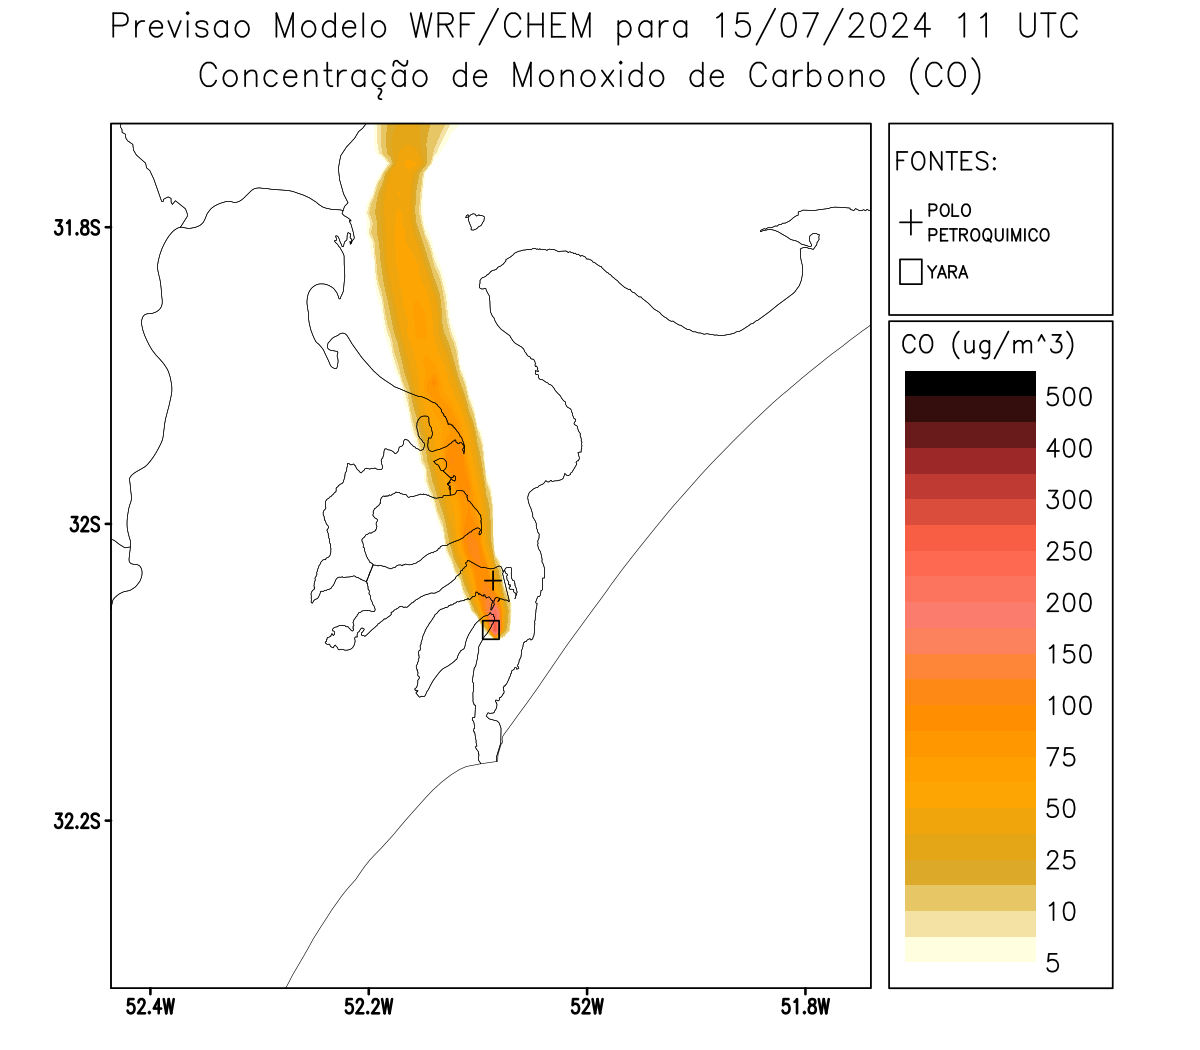 Previsao Modelo WRF/CHEM para 15/07/2024 11 UTC
Concentração de Monoxido de Carbono (CO)
FONTES:
POLO
PETROQUIMICO
YARA
CO (ug/m^3)
500
400
300
250
200
150
100
75
50
25
10
5
31.8S
32S
32.2S
52.4W
52.2W
52W
51.8W